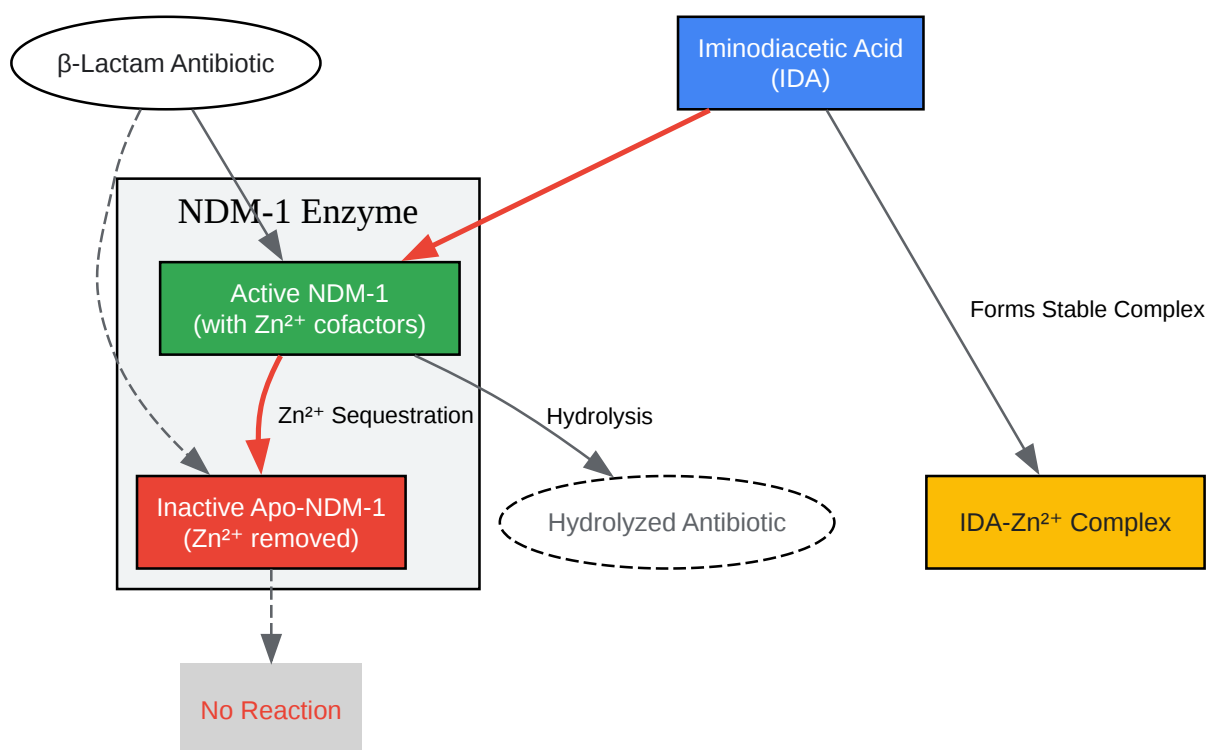 β-Lactam Antibiotic
Iminodiacetic Acid
(IDA)
NDM-1 Enzyme
Active NDM-1
(with Zn²⁺ cofactors)
Forms Stable Complex
Zn²⁺ Sequestration
Hydrolysis
Inactive Apo-NDM-1
(Zn²⁺ removed)
Hydrolyzed Antibiotic
IDA-Zn²⁺ Complex
No Reaction